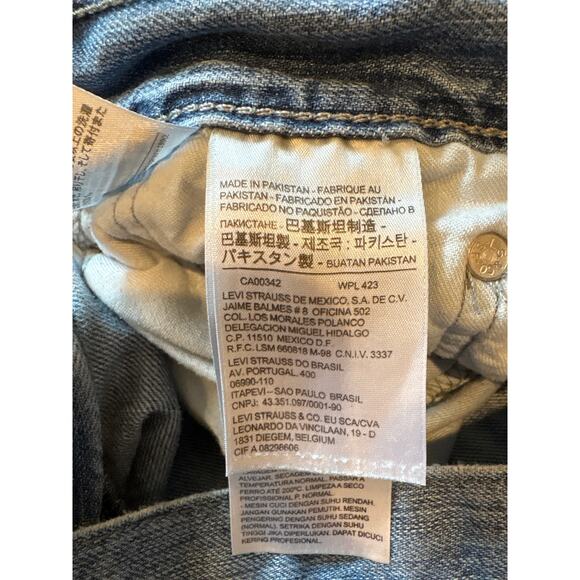 MADE IN PAKISTAN - FABRIQUE AU
PAKISTAN - FABRICADO EN PAKISTÁN -
FABRICADO NO PAQUISTÃO - СДЕЛАНО В
ПАКИСТАНЕ - 巴基斯坦制造 -
巴基斯坦製 - 제조국 : 파키스탄 -
パキスタン製 - BUATAN PAKISTAN
CA00342 WPL 423
LEVI STRAUSS DE MEXICO, S.A. DE C.V.
JAIME BALMES # 8 OFICINA 502
COL. LOS MORALES POLANCO
DELEGACION MIGUEL HIDALGO
C.P. 11510 MEXICO D.F.
R.F.C. LSM 660818 M-98 C.N.I.V. 3337
LEVI STRAUSS DO BRASIL
AV. PORTUGAL, 400
06990-110
ITAPEVI – SAO PAULO BRASIL
CNPJ: 43.351.097/0001-90
LEVI STRAUSS & CO. EU SCA/CVA
LEONARDO DA VINCILAAN, 19 - D
1831 DIEGEM, BELGIUM
CIF A 08298606
ALVEJAR, SECADEM
TEMPERATURA NORMAL. PASSAR A
FERRO ATÉ 200ºC. LIMPEZA A SECO
PROFISSIONAL P, NORMAL.
- MESIN CUCI DENGAN SUHU RENDAH.
JANGAN GUNAKAN PEMUTIH. MESIN
PENGERING DENGAN SUHU SEDANG
(NORMAL). SETRIKA DENGAN SUHU
TINGGI JIKA DIPERLUKAN. DAPAT DICUCI
KERING PROFESIONAL.